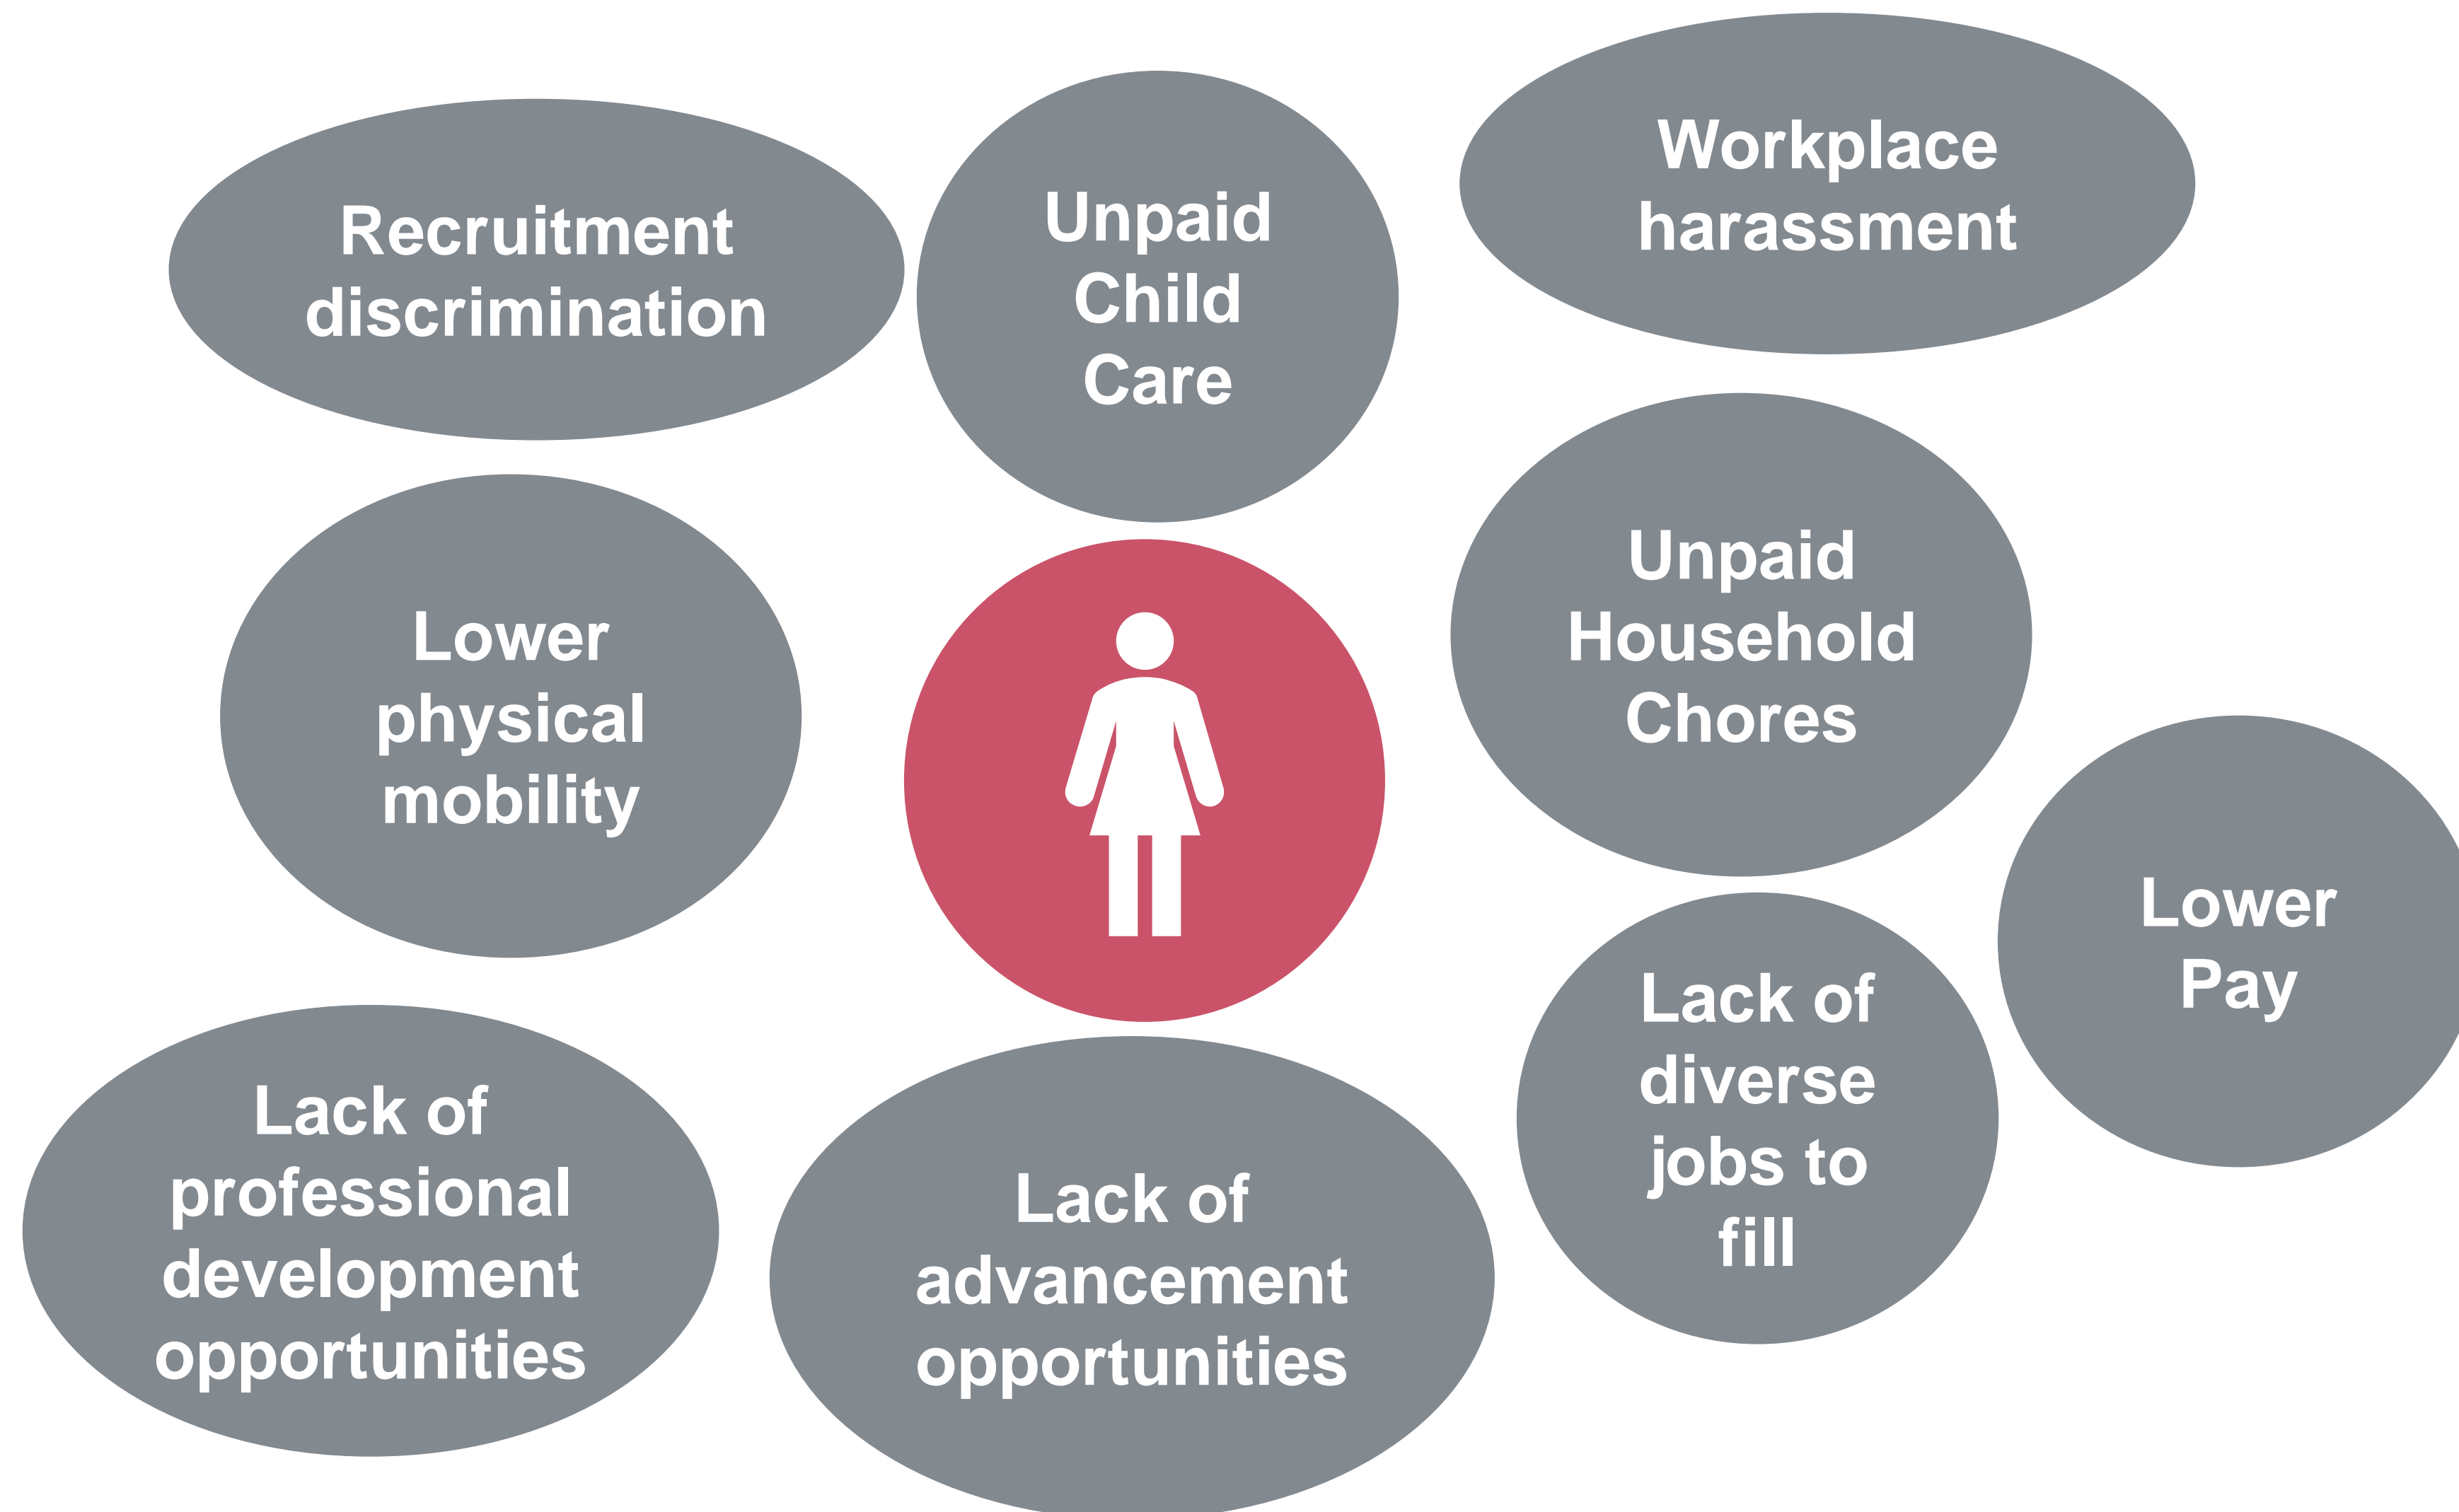 Recruitment
discrimination
Unpaid
Child
Care
Workplace
harassment
Lower
physical
mobility
Unpaid
Household
Chores
Lower
Pay
Lack of
professional
development
opportunities
Lack of
advancement
opportunities
Lack of
diverse
jobs to
fill